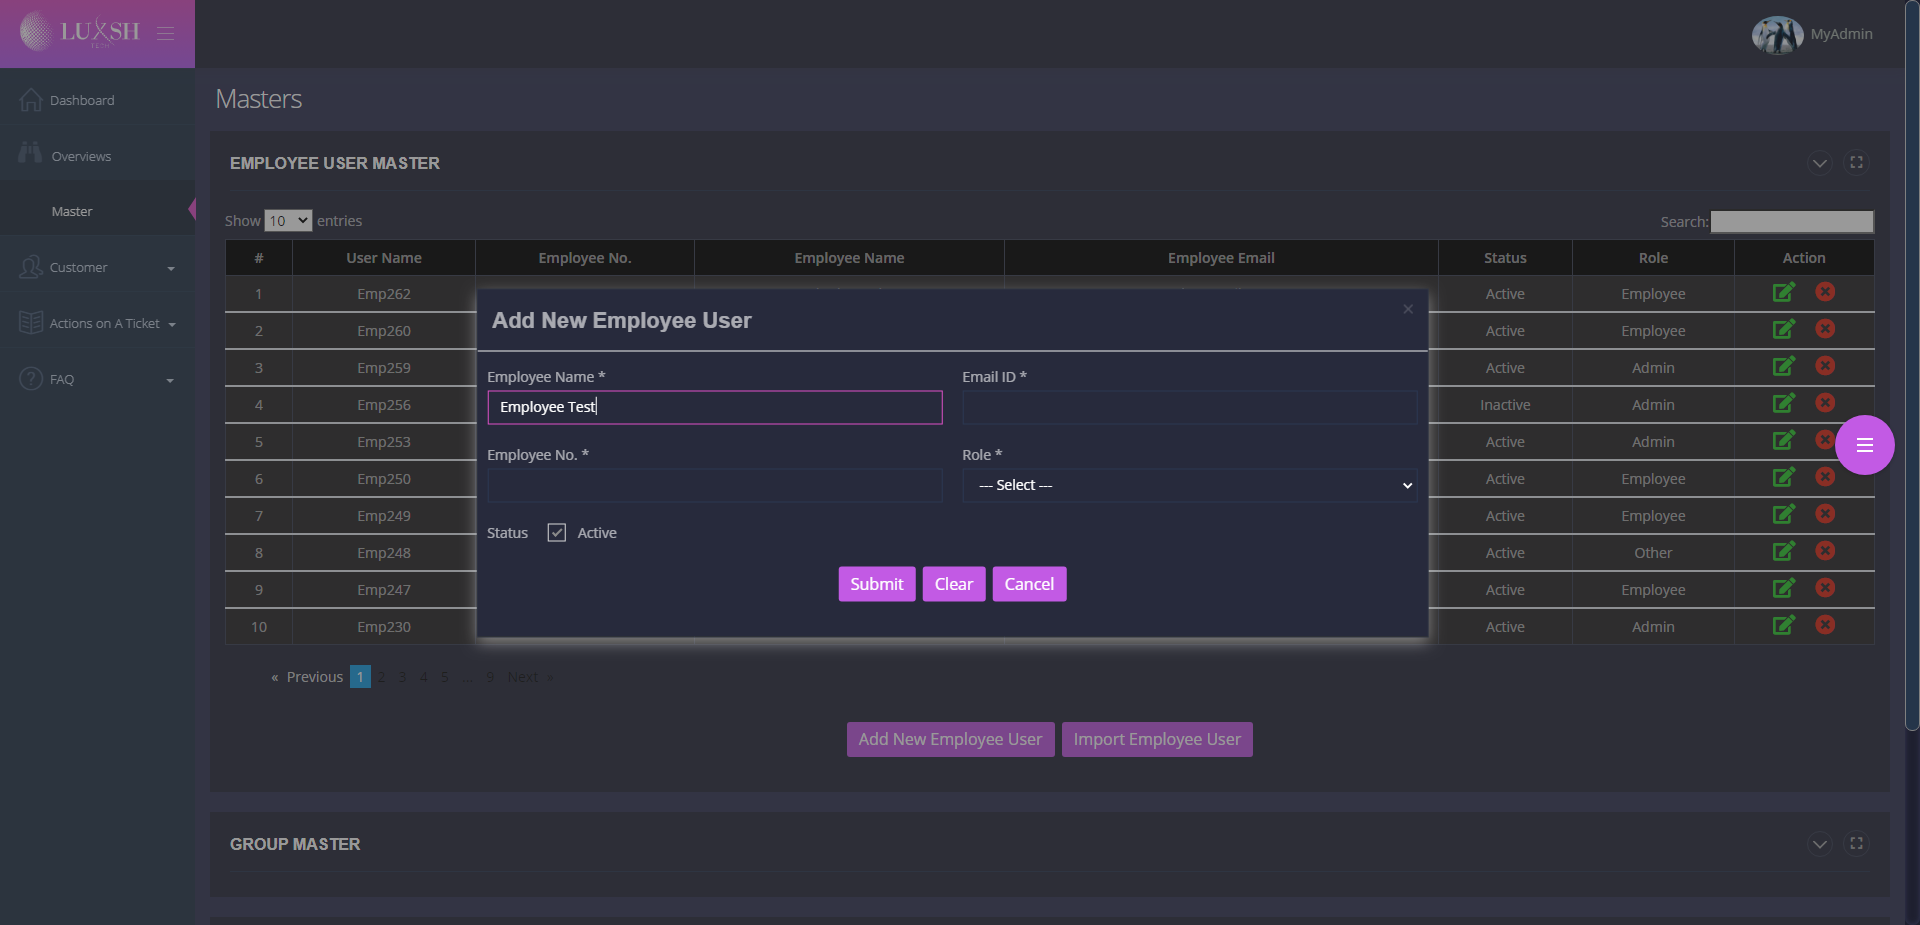 LUXSH
TECH
MyAdmin
Dashboard
Overviews
Master
Customer
Actions on A Ticket
FAQ
Masters
EMPLOYEE USER MASTER
Show 10 entries
Search:
# User Name Employee No. Employee Name Employee Email Status Role Action
1 Emp262 Active Employee
2 Emp260 Active Employee
3 Emp259 Active Admin
4 Emp256 Inactive Admin
5 Emp253 Active Admin
6 Emp250 Active Employee
7 Emp249 Active Employee
8 Emp248 Active Other
9 Emp247 Active Employee
10 Emp230 Active Admin
Add New Employee User ×
Employee Name * Email ID *
Employee Test
Employee No. * Role *
--- Select ---
Status Active
Submit Clear Cancel
« Previous 1 2 3 4 5 ... 9 Next »
Add New Employee User Import Employee User
GROUP MASTER